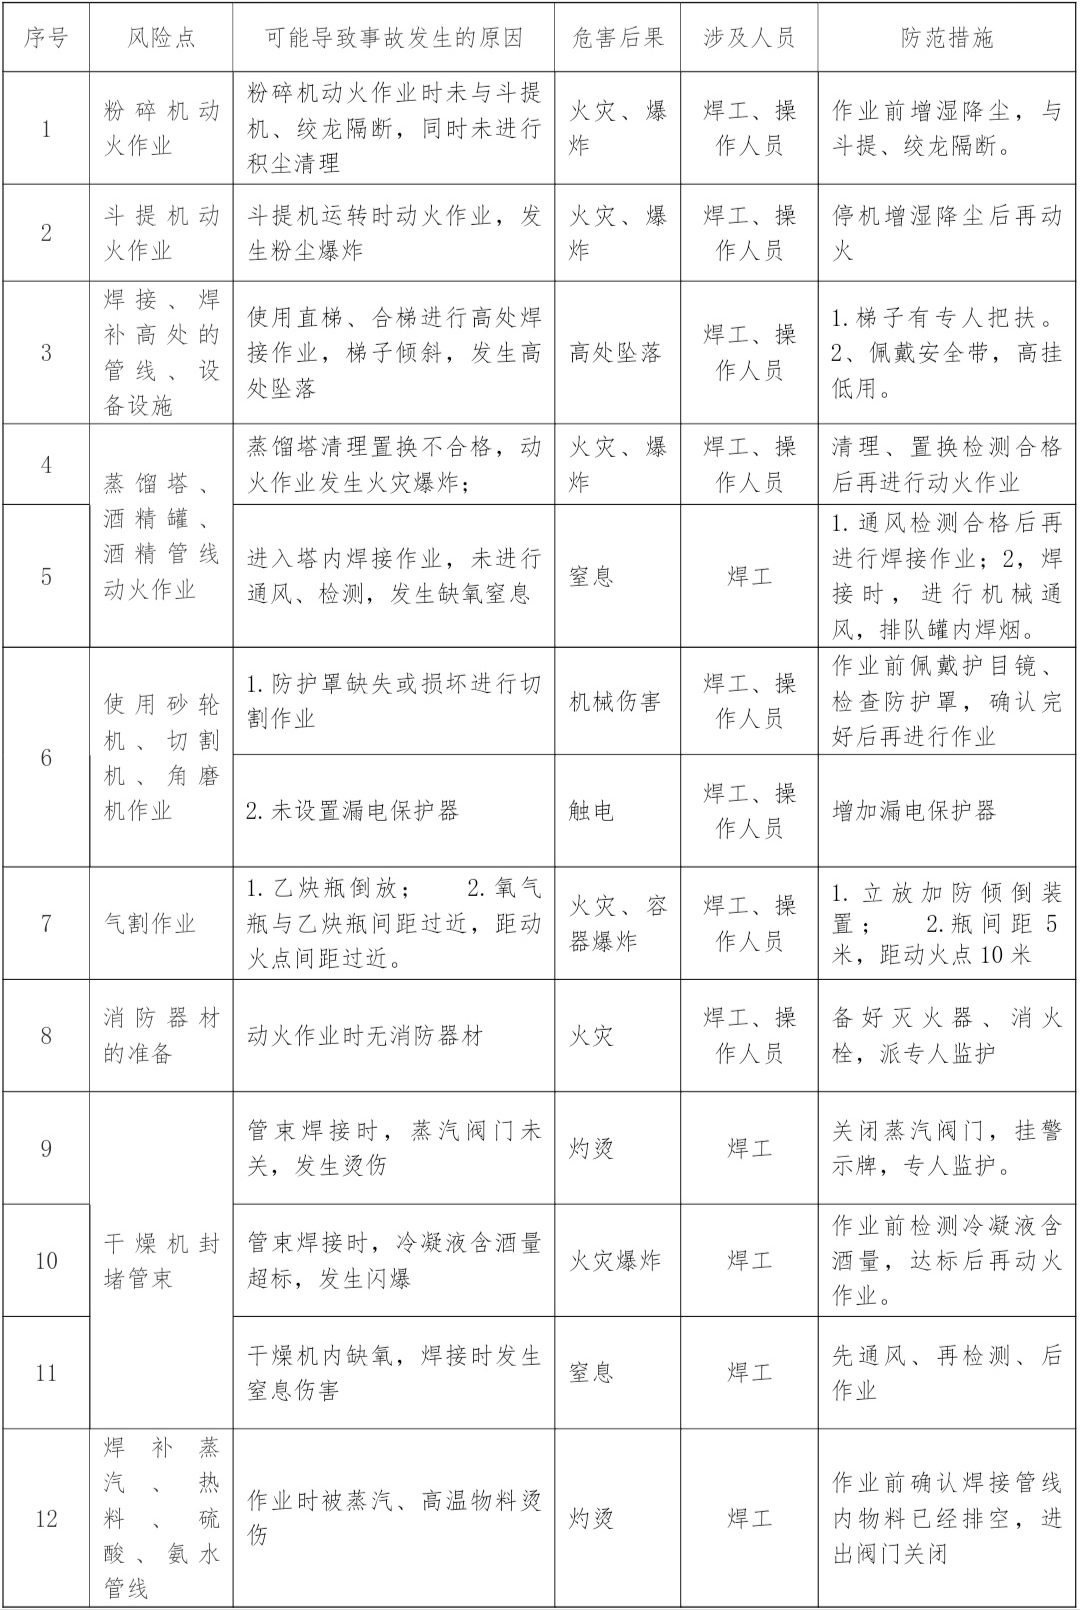 序号
风险点
可能导致事故发生的原因
危害后果
涉及人员
防范措施
1
粉碎机动
火作业
粉碎机动火作业时未与斗提
机、绞龙隔断，同时未进行
积尘清理
火灾、爆
炸
焊工、操
作人员
作业前增湿降尘，与
斗提、绞龙隔断。
2
斗提机动
火作业
斗提机运转时动火作业，发
生粉尘爆炸
火灾、爆
炸
焊工、操
作人员
停机增湿降尘后再动
火
3
焊接、焊
补高处的
管线、设
备设施
使用直梯、合梯进行高处焊
接作业，梯子倾斜，发生高
处坠落
高处坠落
焊工、操
作人员
1.梯子有专人把扶。
2、佩戴安全带，高挂
低用。
4
蒸馏塔、
酒精罐、
酒精管线
动火作业
蒸馏塔清理置换不合格，动
火作业发生火灾爆炸；
火灾、爆
炸
焊工、操
作人员
清理、置换检测合格
后再进行动火作业
5
进入塔内焊接作业，未进行
通风、检测，发生缺氧窒息
窒息
焊工
1.通风检测合格后再
进行焊接作业；2，焊
接时，进行机械通
风，排队罐内焊烟。
6
使用砂轮
机、切割
机、角磨
机作业
1.防护罩缺失或损坏进行切
割作业
机械伤害
焊工、操
作人员
作业前佩戴护目镜、
检查防护罩，确认完
好后再进行作业
2.未设置漏电保护器
触电
焊工、操
作人员
增加漏电保护器
7
气割作业
1.乙炔瓶倒放； 2.氧气
瓶与乙炔瓶间距过近，距动
火点间距过近。
火灾、容
器爆炸
焊工、操
作人员
1.立放加防倾倒装
置； 2.瓶间距5
米，距动火点10米
8
消防器材
的准备
动火作业时无消防器材
火灾
焊工、操
作人员
备好灭火器、消火
栓，派专人监护
9
干燥机封
堵管束
管束焊接时，蒸汽阀门未
关，发生烫伤
灼烫
焊工
关闭蒸汽阀门，挂警
示牌，专人监护。
10
管束焊接时，冷凝液含酒量
超标，发生闪爆
火灾爆炸
焊工
作业前检测冷凝液含
酒量，达标后再动火
作业。
11
干燥机内缺氧，焊接时发生
窒息伤害
窒息
焊工
先通风、再检测、后
作业
12
焊补蒸
汽、热
料、硫
酸、氨水
管线
作业时被蒸汽、高温物料烫
伤
灼烫
焊工
作业前确认焊接管线
内物料已经排空，进
出阀门关闭